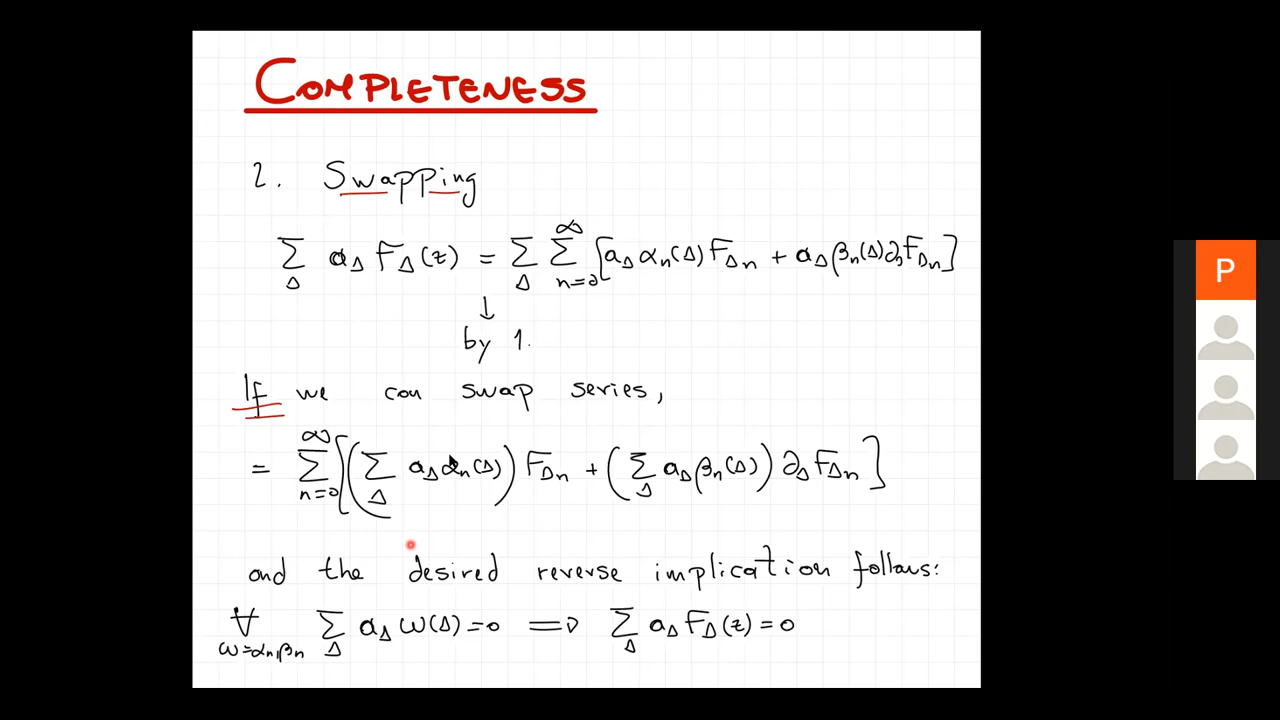 COMPLETENESS
2. Swapping
∑_Δ a_Δ F_Δ(z) = ∑_Δ ∑_{n=0}^∞ [a_Δ α_n(Δ) F_{Δn} + a_Δ β_n(Δ) ∂_Δ F_{Δn}]
↓
by 1.
If we can swap series,
= ∑_{n=0}^∞ [(∑_Δ a_Δ α_n(Δ)) F_{Δn} + (∑_Δ a_Δ β_n(Δ)) ∂_Δ F_{Δn}]
and the desired reverse implication follows:
∀_{ω=α_n,β_n} ∑_Δ a_Δ ω(Δ) = 0 ⇒ ∑_Δ a_Δ F_Δ(z) = 0
P